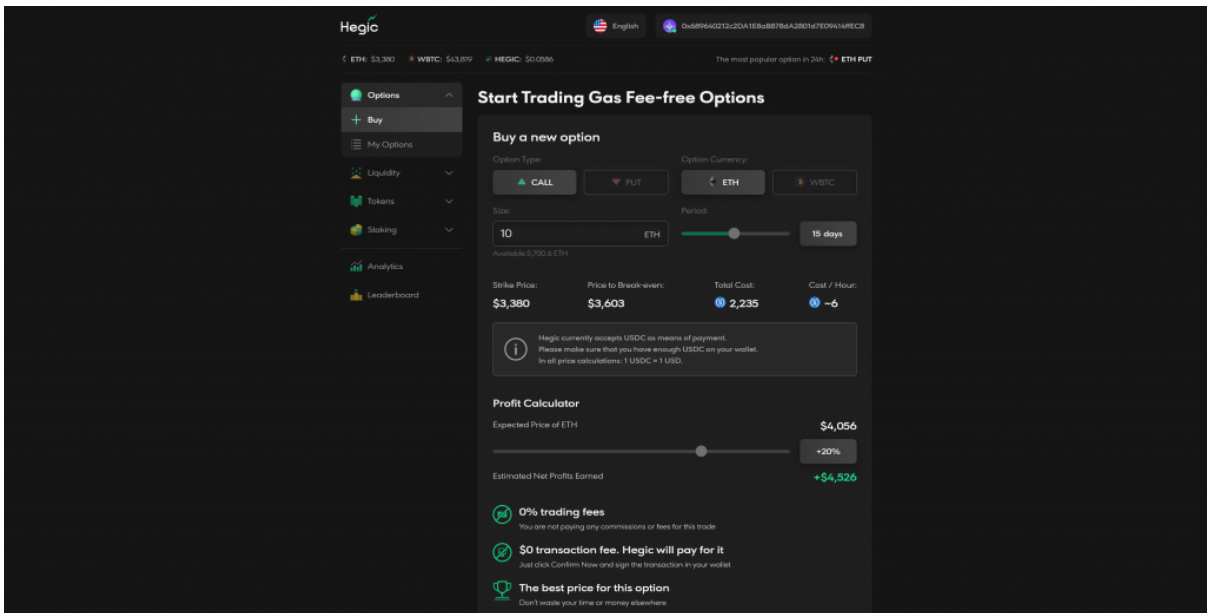 Hegic
English
ETH: $3,380 WBTC: $43,819 HEGIC: $0.0586
The most popular option in 24h: ETH PUT
Options
Buy
My Options
Liquidity
Tokens
Staking
Analytics
Leaderboard
Start Trading Gas Fee-free Options
Buy a new option
Option Type: Option Currency:
CALL PUT ETH WBTC
Size: Period:
10 ETH 15 days
Available 5,700.6 ETH
Strike Price: Price to Break-even: Total Cost: Cost / Hour:
$3,380 $3,603 2,235 ~6
Hegic currently accepts USDC as means of payment.
Please make sure that you have enough USDC on your wallet.
In all price calculations: 1 USDC = 1 USD.
Profit Calculator
Expected Price of ETH $4,056
+20%
Estimated Net Profits Earned +$4,526
0% trading fees
You are not paying any commissions or fees for this trade
$0 transaction fee. Hegic will pay for it
Just click Confirm Now and sign the transaction in your wallet
The best price for this option
Don't waste your time or money elsewhere